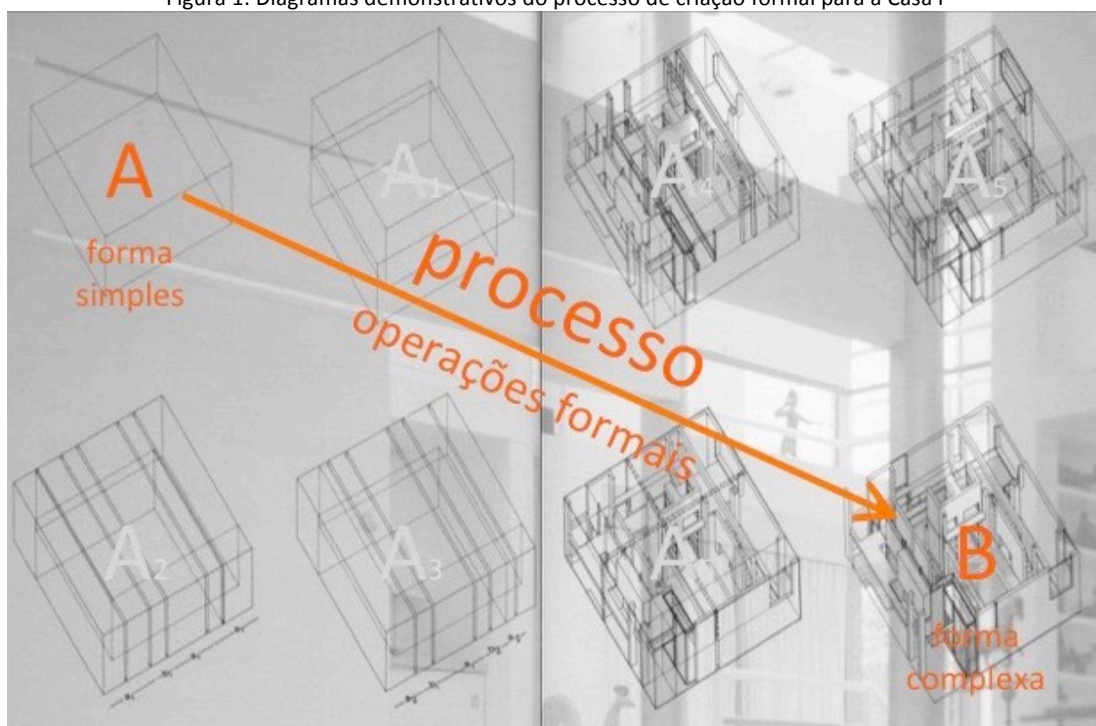 Figura 1: Diagramas demonstrativos do processo de criação formal para a Casa I
A
forma
simples
A1
A4
A5
processo
operações formais
A2
A3
A
B
forma
complexa